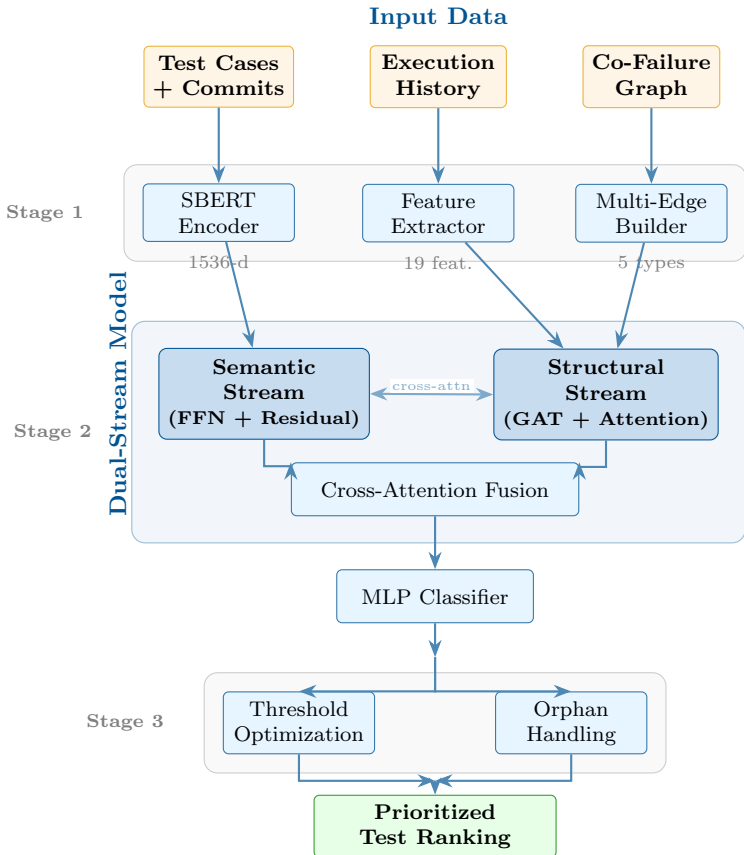 Input Data
Test Cases
+ Commits
Execution
History
Co-Failure
Graph
Stage 1
SBERT
Encoder
Feature
Extractor
Multi-Edge
Builder
1536-d
19 feat.
5 types
Dual-Stream Model
Stage 2
Semantic
Stream
(FFN + Residual)
cross-attn
Structural
Stream
(GAT + Attention)
Cross-Attention Fusion
MLP Classifier
Stage 3
Threshold
Optimization
Orphan
Handling
Prioritized
Test Ranking